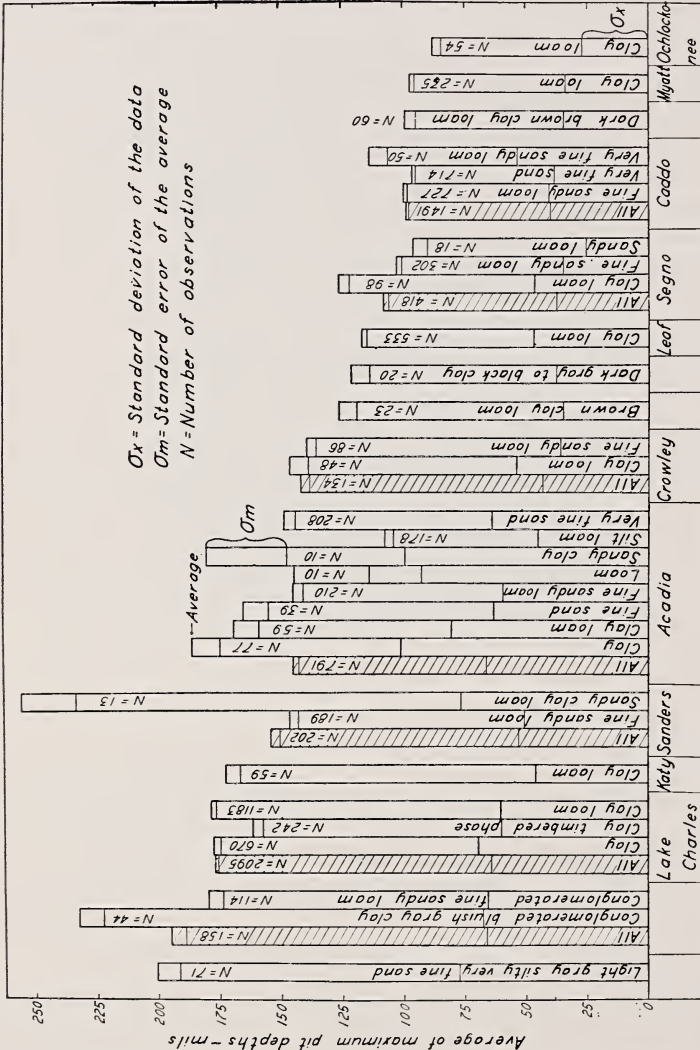 Average of maximum pit depths — mils
250
225
200
175
150
125
100
75
50
25
0
σx = Standard deviation of the data
σm = Standard error of the average
N = Number of observations
Light gray silty very fine sand N=71
All N=158
Conglomerated bluish gray clay N=44
Conglomerated fine sandy loam N=114
All N=2095
Clay N=670
Clay timbered phase N=242
Clay loam N=1183
Lake Charles
Clay loam N=59
Katy
All N=202
Fine sandy loam N=189
Sandy clay loam N=13
Sanders
All N=791
Clay N=77
Clay loam N=59
Fine sand N=39
Fine sandy loam N=210
Loam N=10
Sandy clay N=10
Silt loam N=178
Very fine sand N=208
←Average
σm
Acadia
All N=134
Clay loam N=48
Fine sandy loam N=86
Crowley
Brown clay loam N=23
Dark gray to black clay N=20
Clay loam N=533
Leaf
All N=418
Clay loam N=98
Fine sandy loam N=302
Sandy loam N=18
Segno
All N=1491
Fine sandy loam N=727
Very fine sand N=714
Very fine sandy loam N=50
Caddo
Dark brown clay loam N=60
Clay loam N=275
Myatt
Clay loam N=54
σx
Ochlockonee